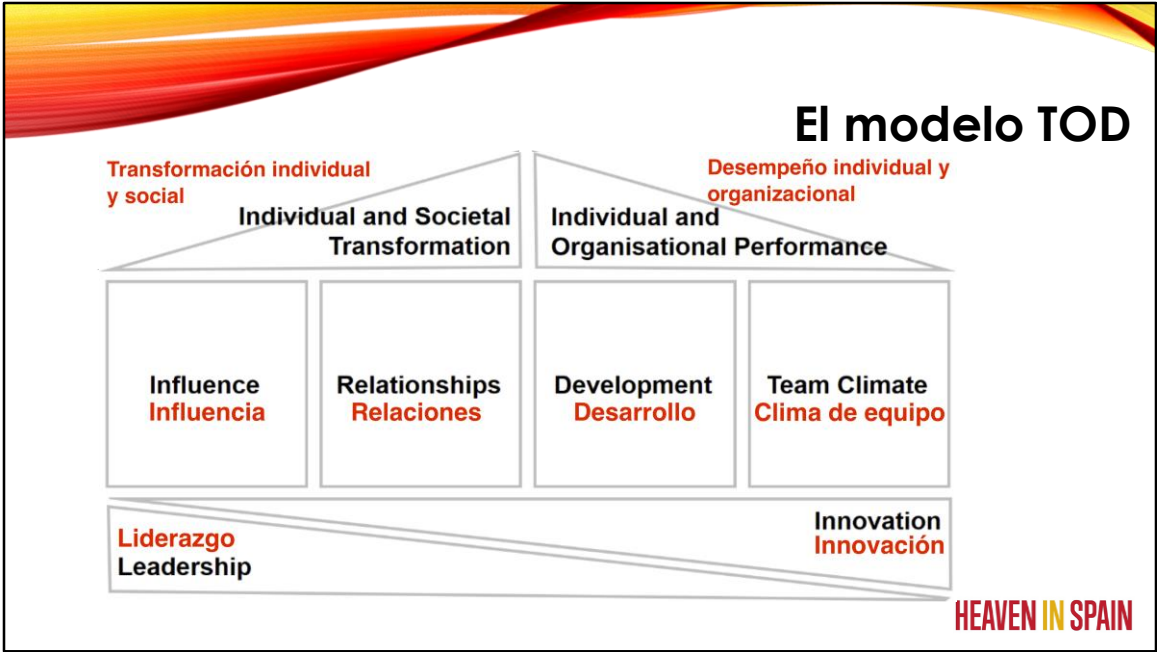 El modelo TOD
Transformación individual
y social
Individual and Societal
Transformation
Desempeño individual y
organizacional
Individual and
Organisational Performance
Influence
Influencia
Relationships
Relaciones
Development
Desarrollo
Team Climate
Clima de equipo
Liderazgo
Leadership
Innovation
Innovación
HEAVEN IN SPAIN